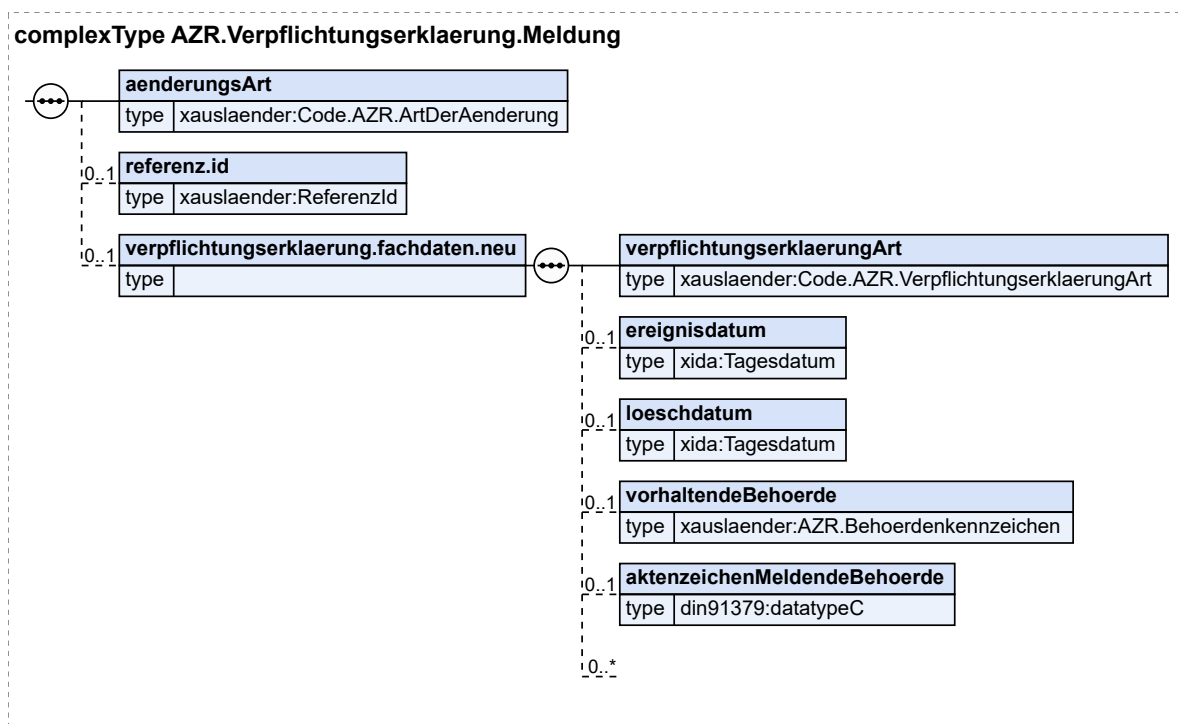 complexType AZR.Verpflichtungserklaerung.Meldung
aenderungsArt
type xauslaender:Code.AZR.ArtDerAenderung
0..1 referenz.id
type xauslaender:ReferenzId
0..1 verpflichtungserklaerung.fachdaten.neu
type
verpflichtungserklaerungArt
type xauslaender:Code.AZR.VerpflichtungserklaerungArt
0..1 ereignisdatum
type xida:Tagesdatum
0..1 loeschdatum
type xida:Tagesdatum
0..1 vorhaltendeBehoerde
type xauslaender:AZR.Behoerdenkennzeichen
0..1 aktenzeichenMeldendeBehoerde
type din91379:datatypeC
0..*